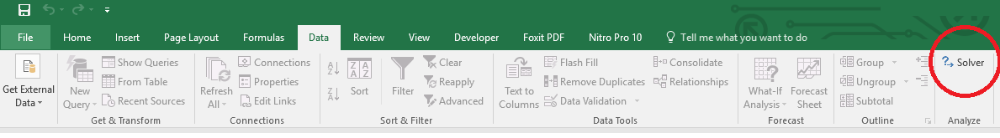 File Home Insert Page Layout Formulas Data Review View Developer Foxit PDF Nitro Pro 10 Tell me what you want to do
Get External
Data
New
Query
Show Queries
From Table
Recent Sources
Get & Transform
Refresh
All
Connections
Properties
Edit Links
Connections
A
Z
Z
A
Z A
A Z
Sort
Filter
Clear
Reapply
Advanced
Sort & Filter
Text to
Columns
Flash Fill
Remove Duplicates
Data Validation
Consolidate
Relationships
Data Tools
What-If
Analysis
Forecast
Sheet
Forecast
Group
Ungroup
Subtotal
Outline
? Solver
Analyze